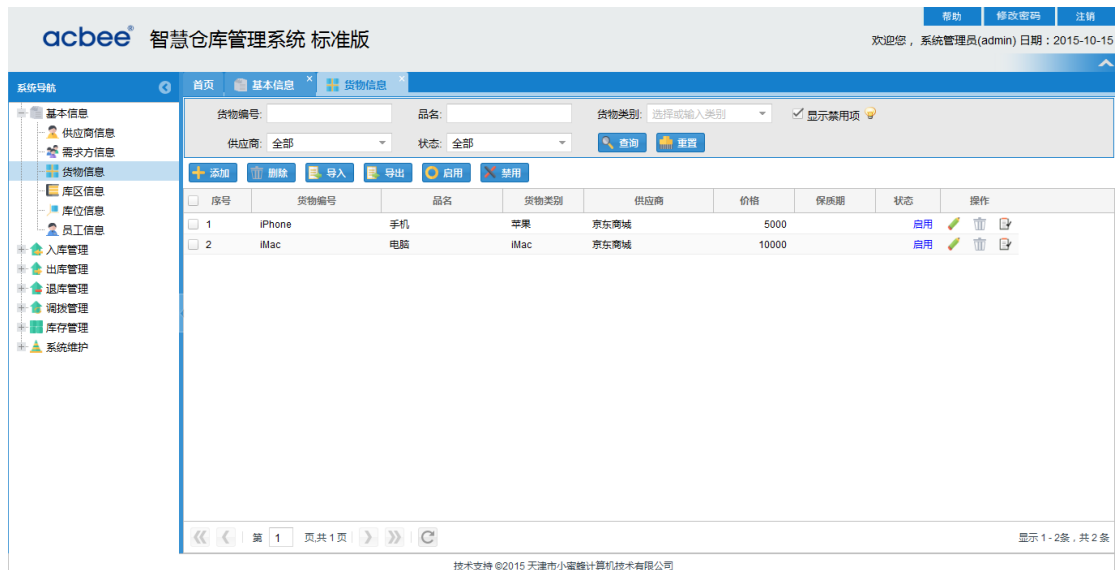 帮助 修改密码 注销
acbee® 智慧仓库管理系统 标准版
欢迎您，系统管理员(admin) 日期：2015-10-15
系统导航
首页 基本信息 货物信息
基本信息
供应商信息
需求方信息
货物信息
库区信息
库位信息
员工信息
入库管理
出库管理
退库管理
调拨管理
库存管理
系统维护
货物编号: 品名: 货物类别: 选择或输入类别 显示禁用项
供应商: 全部 状态: 全部 查询 重置
添加 删除 导入 导出 启用 禁用
序号 货物编号 品名 货物类别 供应商 价格 保质期 状态 操作
1 iPhone 手机 苹果 京东商城 5000 启用
2 iMac 电脑 iMac 京东商城 10000 启用
第 1 页,共1页 显示 1 - 2条，共 2 条
技术支持 ©2015 天津市小蜜蜂计算机技术有限公司